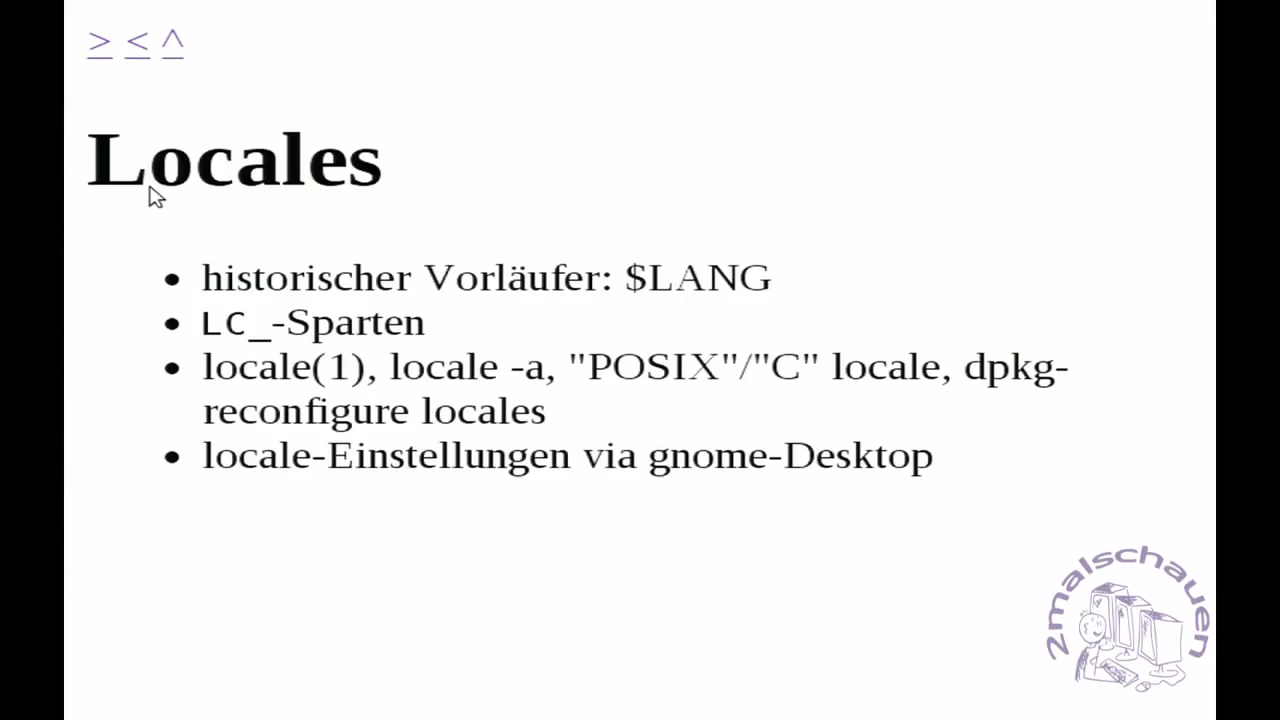 > < ^
Locales
historischer Vorläufer: $LANG
LC_-Sparten
locale(1), locale -a, "POSIX"/"C" locale, dpkg-
reconfigure locales
locale-Einstellungen via gnome-Desktop
2malschauen